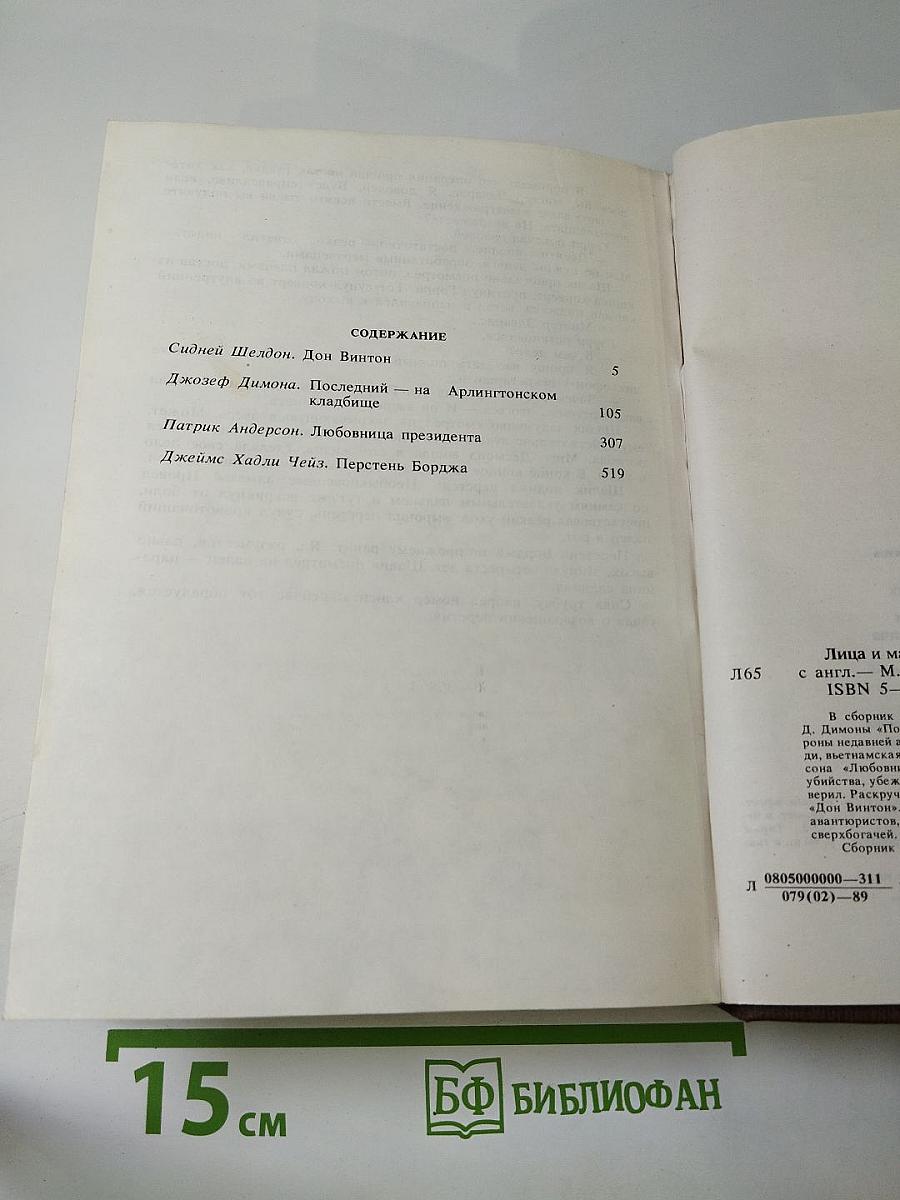 СОДЕРЖАНИЕ
Сидней Шелдон. Дон Винтон 5
Джозеф Димона. Последний — на Арлингтонском
кладбище 105
Патрик Андерсон. Любовница президента 307
Джеймс Хадли Чейз. Перстень Борджа 519
Лица и ма
Л65 с англ.— М.
ISBN 5—
В сборник
Д. Димоны «По
роны недавней а
ди, вьетнамская
сона «Любовни
убийства, убеж
верил. Раскруч
«Дон Винтон».
авантюристов,
сверхбогачей.
Сборник
Л 0805000000—311
079(02)—89
15 см
БФ БИБЛИОФАН